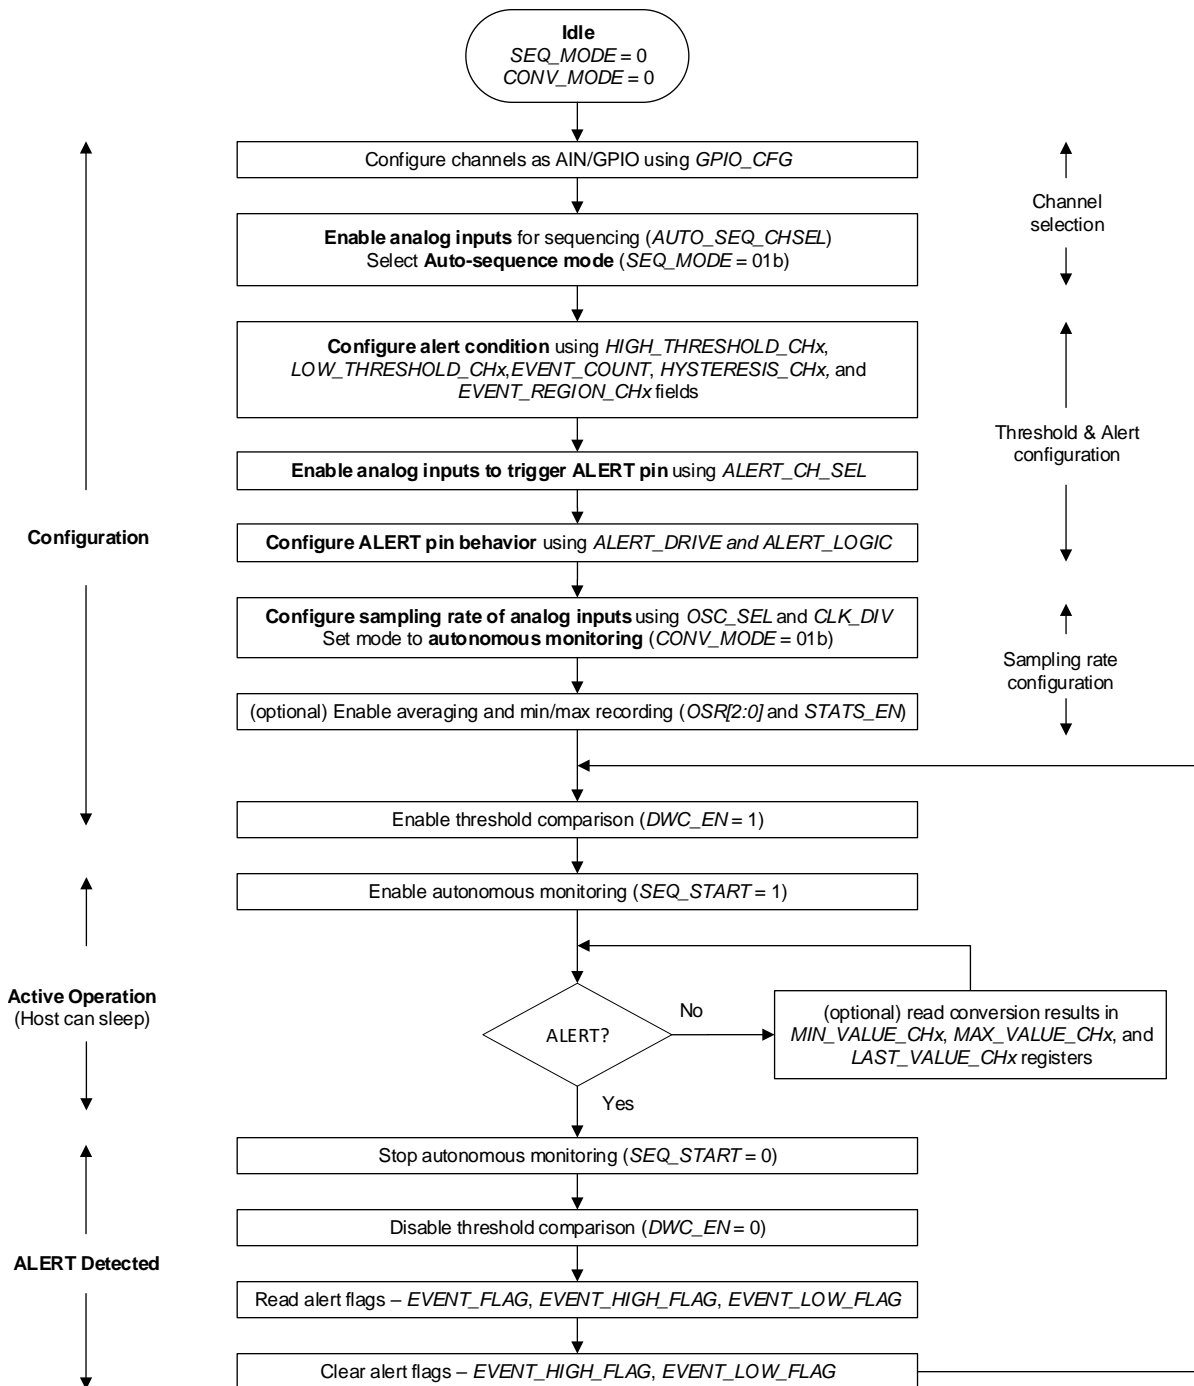 Idle
SEQ_MODE = 0
CONV_MODE = 0
Configure channels as AIN/GPIO using GPIO_CFG
Channel
selection
Enable analog inputs for sequencing (AUTO_SEQ_CHSEL)
Select Auto-sequence mode (SEQ_MODE = 01b)
Configure alert condition using HIGH_THRESHOLD_CHx,
LOW_THRESHOLD_CHx,EVENT_COUNT, HYSTERESIS_CHx, and
EVENT_REGION_CHx fields
Threshold & Alert
configuration
Enable analog inputs to trigger ALERT pin using ALERT_CH_SEL
Configuration
Configure ALERT pin behavior using ALERT_DRIVE and ALERT_LOGIC
Configure sampling rate of analog inputs using OSC_SEL and CLK_DIV
Set mode to autonomous monitoring (CONV_MODE = 01b)
Sampling rate
configuration
(optional) Enable averaging and min/max recording (OSR[2:0] and STATS_EN)
Enable threshold comparison (DWC_EN = 1)
Enable autonomous monitoring (SEQ_START = 1)
Active Operation
(Host can sleep)
ALERT?
No
(optional) read conversion results in
MIN_VALUE_CHx, MAX_VALUE_CHx, and
LAST_VALUE_CHx registers
Yes
Stop autonomous monitoring (SEQ_START = 0)
Disable threshold comparison (DWC_EN = 0)
ALERT Detected
Read alert flags – EVENT_FLAG, EVENT_HIGH_FLAG, EVENT_LOW_FLAG
Clear alert flags – EVENT_HIGH_FLAG, EVENT_LOW_FLAG